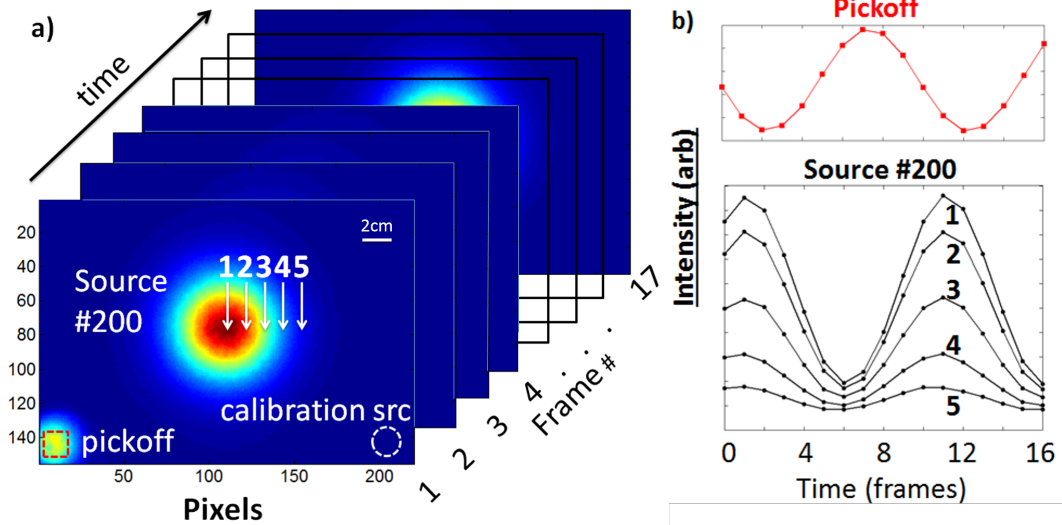 a)
time
2cm
12345
Source
#200
calibration src
pickoff
20
40
60
80
100
120
140
50
100
150
200
Pixels
1
2
3
4
.
.
.
17
Frame #
b)
Pickoff
Intensity (arb)
Source #200
1
2
3
4
5
0
4
8
12
16
Time (frames)